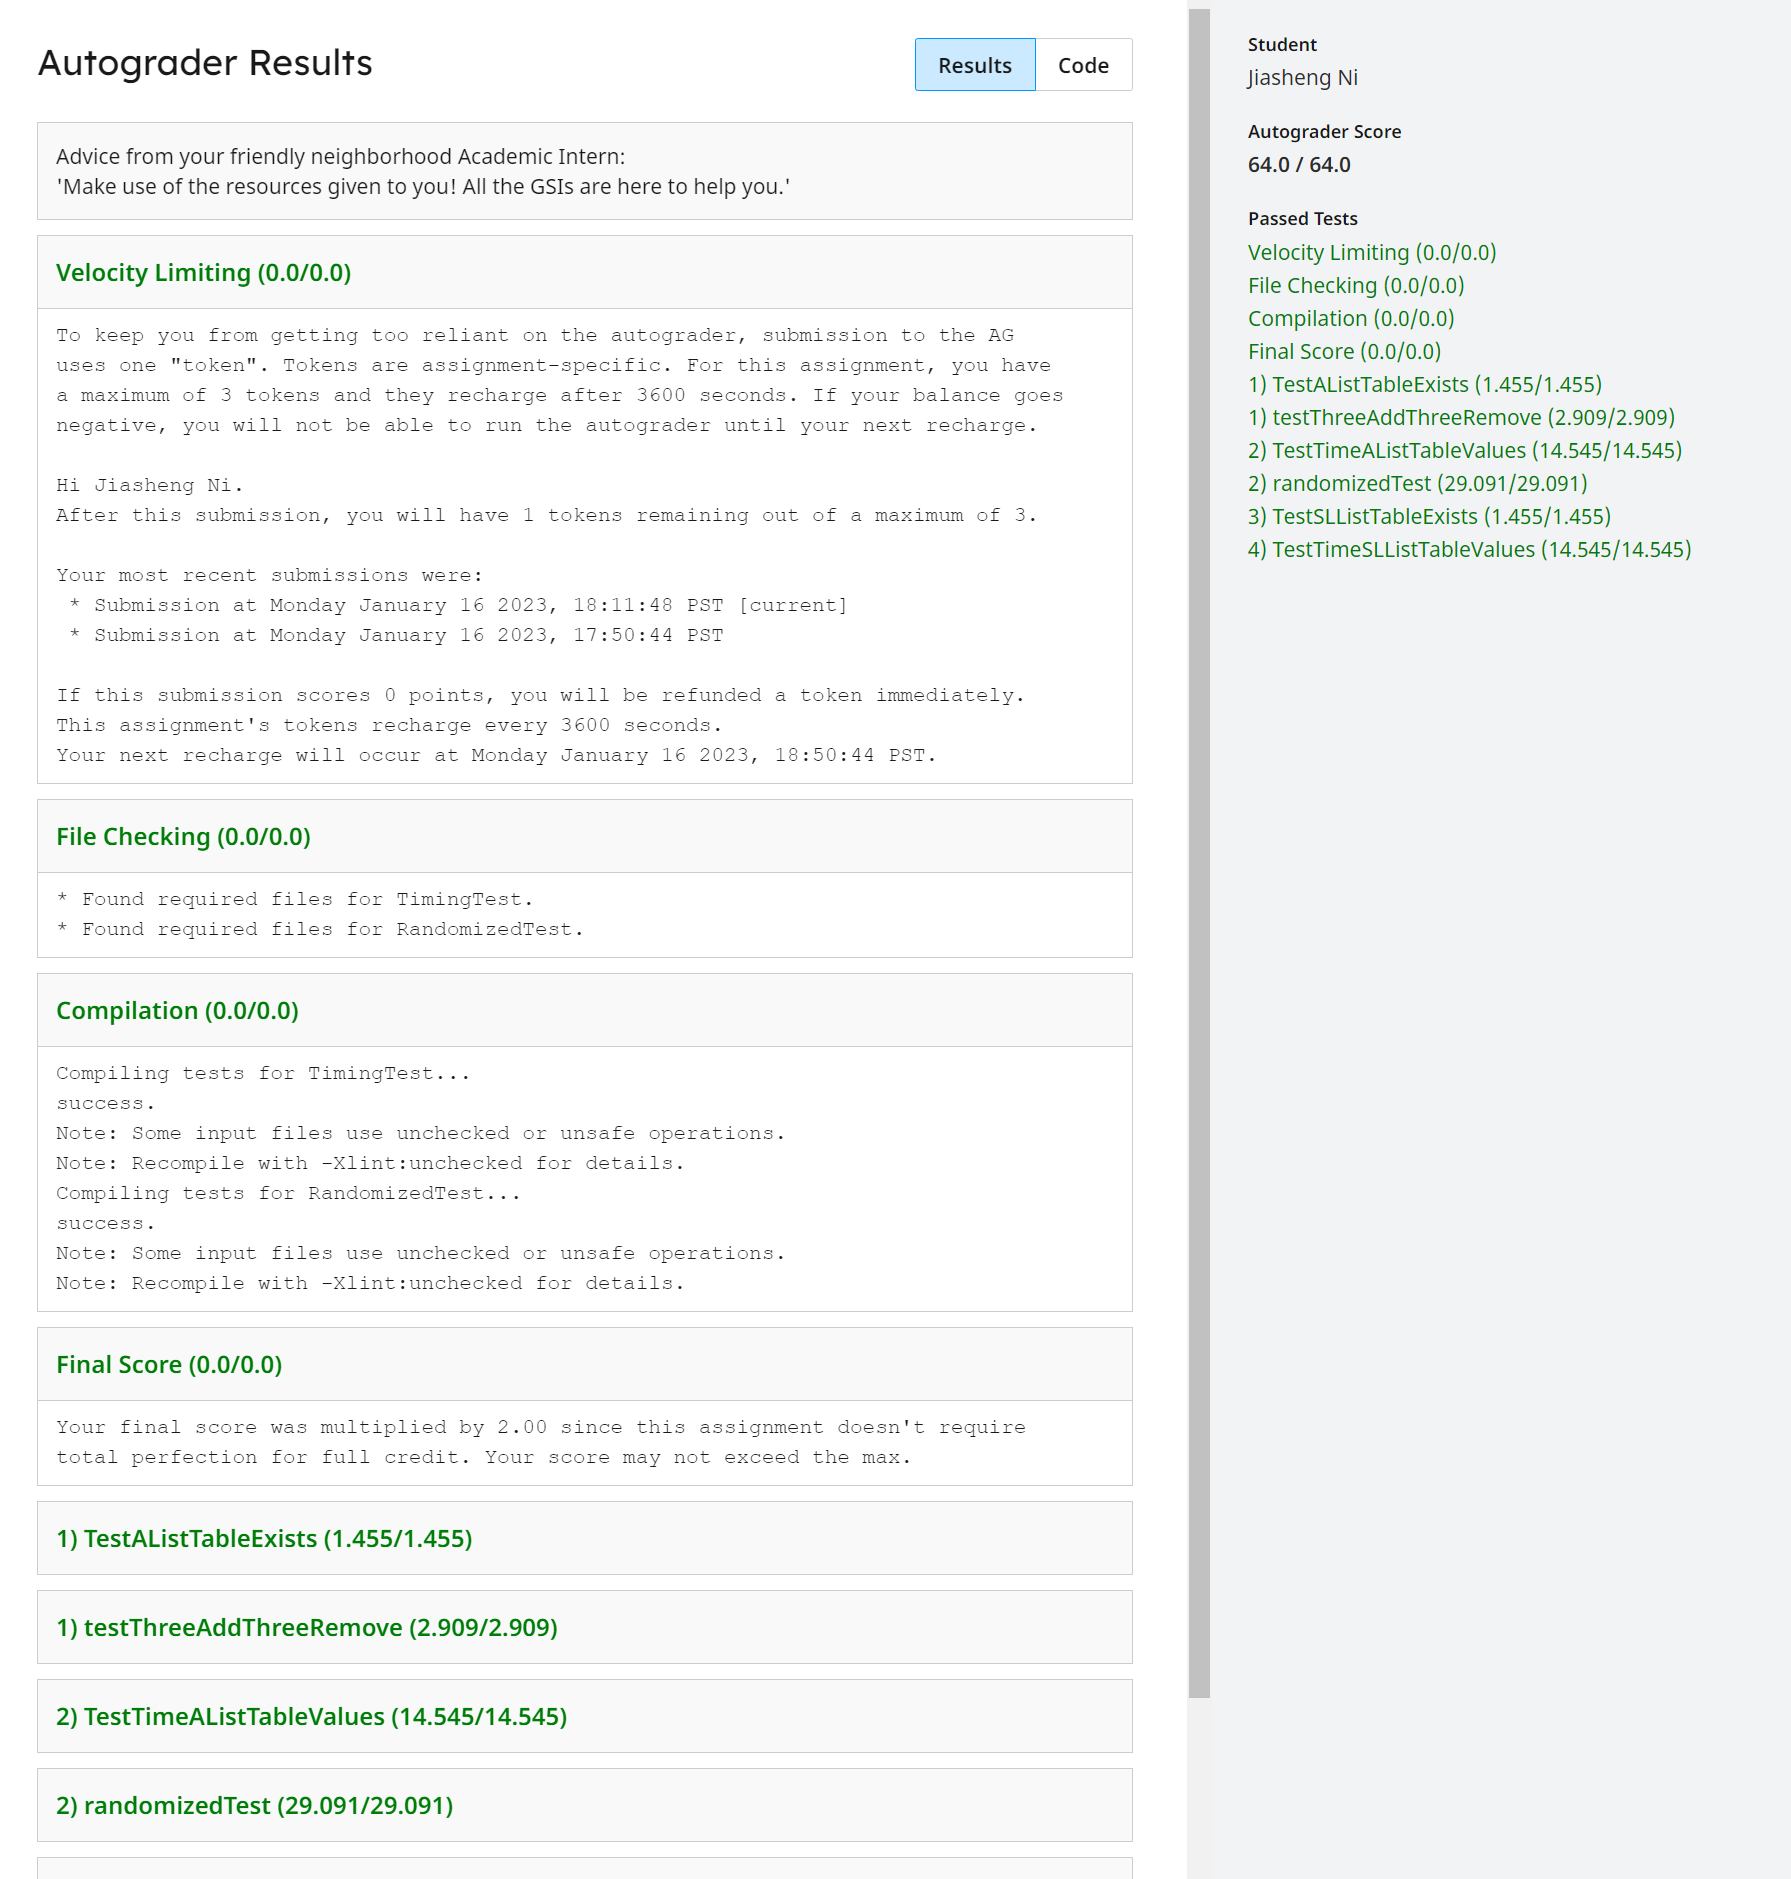 Autograder Results
Results
Code
Advice from your friendly neighborhood Academic Intern:
'Make use of the resources given to you! All the GSIs are here to help you.'
Velocity Limiting (0.0/0.0)
To keep you from getting too reliant on the autograder, submission to the AG
uses one "token". Tokens are assignment-specific. For this assignment, you have
a maximum of 3 tokens and they recharge after 3600 seconds. If your balance goes
negative, you will not be able to run the autograder until your next recharge.
Hi Jiasheng Ni.
After this submission, you will have 1 tokens remaining out of a maximum of 3.
Your most recent submissions were:
* Submission at Monday January 16 2023, 18:11:48 PST [current]
* Submission at Monday January 16 2023, 17:50:44 PST
If this submission scores 0 points, you will be refunded a token immediately.
This assignment's tokens recharge every 3600 seconds.
Your next recharge will occur at Monday January 16 2023, 18:50:44 PST.
File Checking (0.0/0.0)
* Found required files for TimingTest.
* Found required files for RandomizedTest.
Compilation (0.0/0.0)
Compiling tests for TimingTest...
success.
Note: Some input files use unchecked or unsafe operations.
Note: Recompile with -Xlint:unchecked for details.
Compiling tests for RandomizedTest...
success.
Note: Some input files use unchecked or unsafe operations.
Note: Recompile with -Xlint:unchecked for details.
Final Score (0.0/0.0)
Your final score was multiplied by 2.00 since this assignment doesn't require
total perfection for full credit. Your score may not exceed the max.
1) TestAListTableExists (1.455/1.455)
1) testThreeAddThreeRemove (2.909/2.909)
2) TestTimeAListTableValues (14.545/14.545)
2) randomizedTest (29.091/29.091)
Student
Jiasheng Ni
Autograder Score
64.0 / 64.0
Passed Tests
Velocity Limiting (0.0/0.0)
File Checking (0.0/0.0)
Compilation (0.0/0.0)
Final Score (0.0/0.0)
1) TestAListTableExists (1.455/1.455)
1) testThreeAddThreeRemove (2.909/2.909)
2) TestTimeAListTableValues (14.545/14.545)
2) randomizedTest (29.091/29.091)
3) TestSLListTableExists (1.455/1.455)
4) TestTimeSLListTableValues (14.545/14.545)